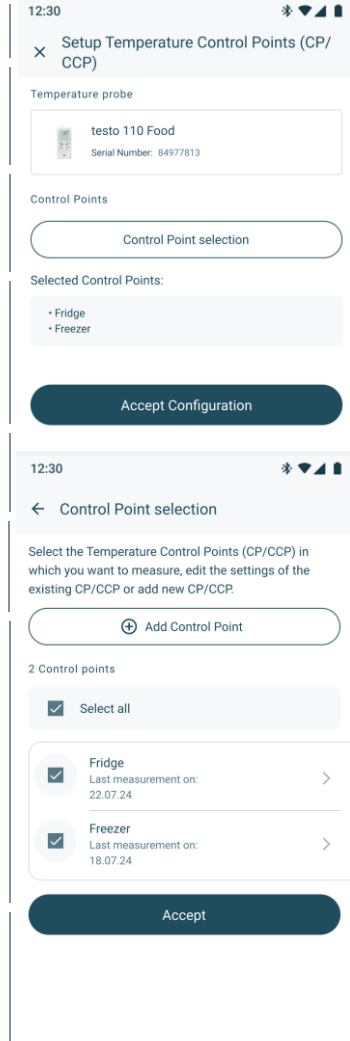 12:30
Setup Temperature Control Points (CP/
CCP)
Temperature probe
testo 110 Food
Serial Number: 84977813
Control Points
Control Point selection
Selected Control Points:
• Fridge
• Freezer
Accept Configuration
12:30
Control Point selection
Select the Temperature Control Points (CP/CCP) in
which you want to measure, edit the settings of the
existing CP/CCP or add new CP/CCP.
Add Control Point
2 Control points
Select all
Fridge
Last measurement on:
22.07.24
Freezer
Last measurement on:
18.07.24
Accept